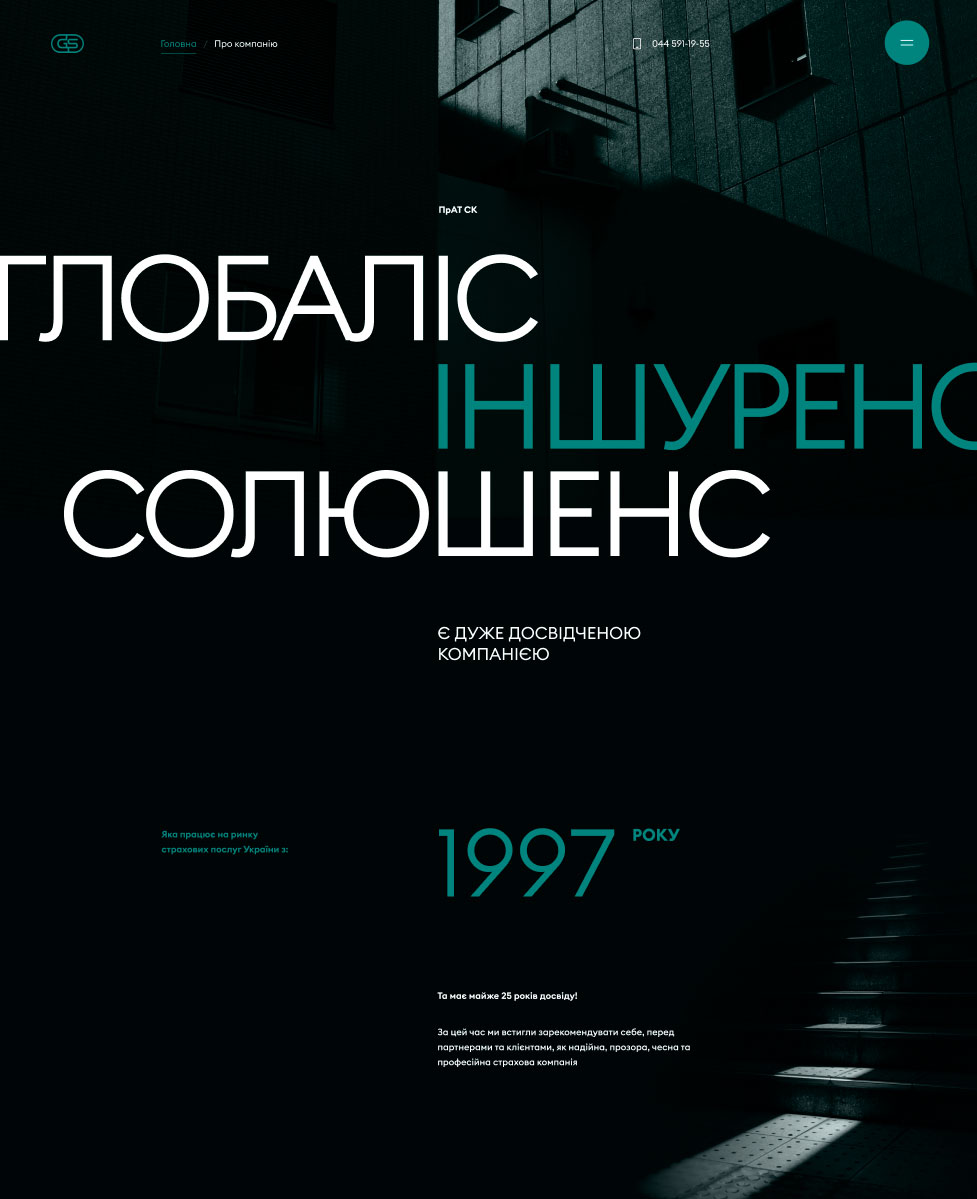 GS
Головна / Про компанію
044 591-19-55
ПрАТ СК
ГЛОБАЛІС
ІНШУРЕНС
СОЛЮШЕНС
Є ДУЖЕ ДОСВІДЧЕНОЮ
КОМПАНІЄЮ
Яка працює на ринку
страхових послуг України з:
1997 РОКУ
Та має майже 25 років досвіду!
За цей час ми встигли зарекомендувати себе, перед
партнерами та клієнтами, як надійна, прозора, чесна та
професійна страхова компанія